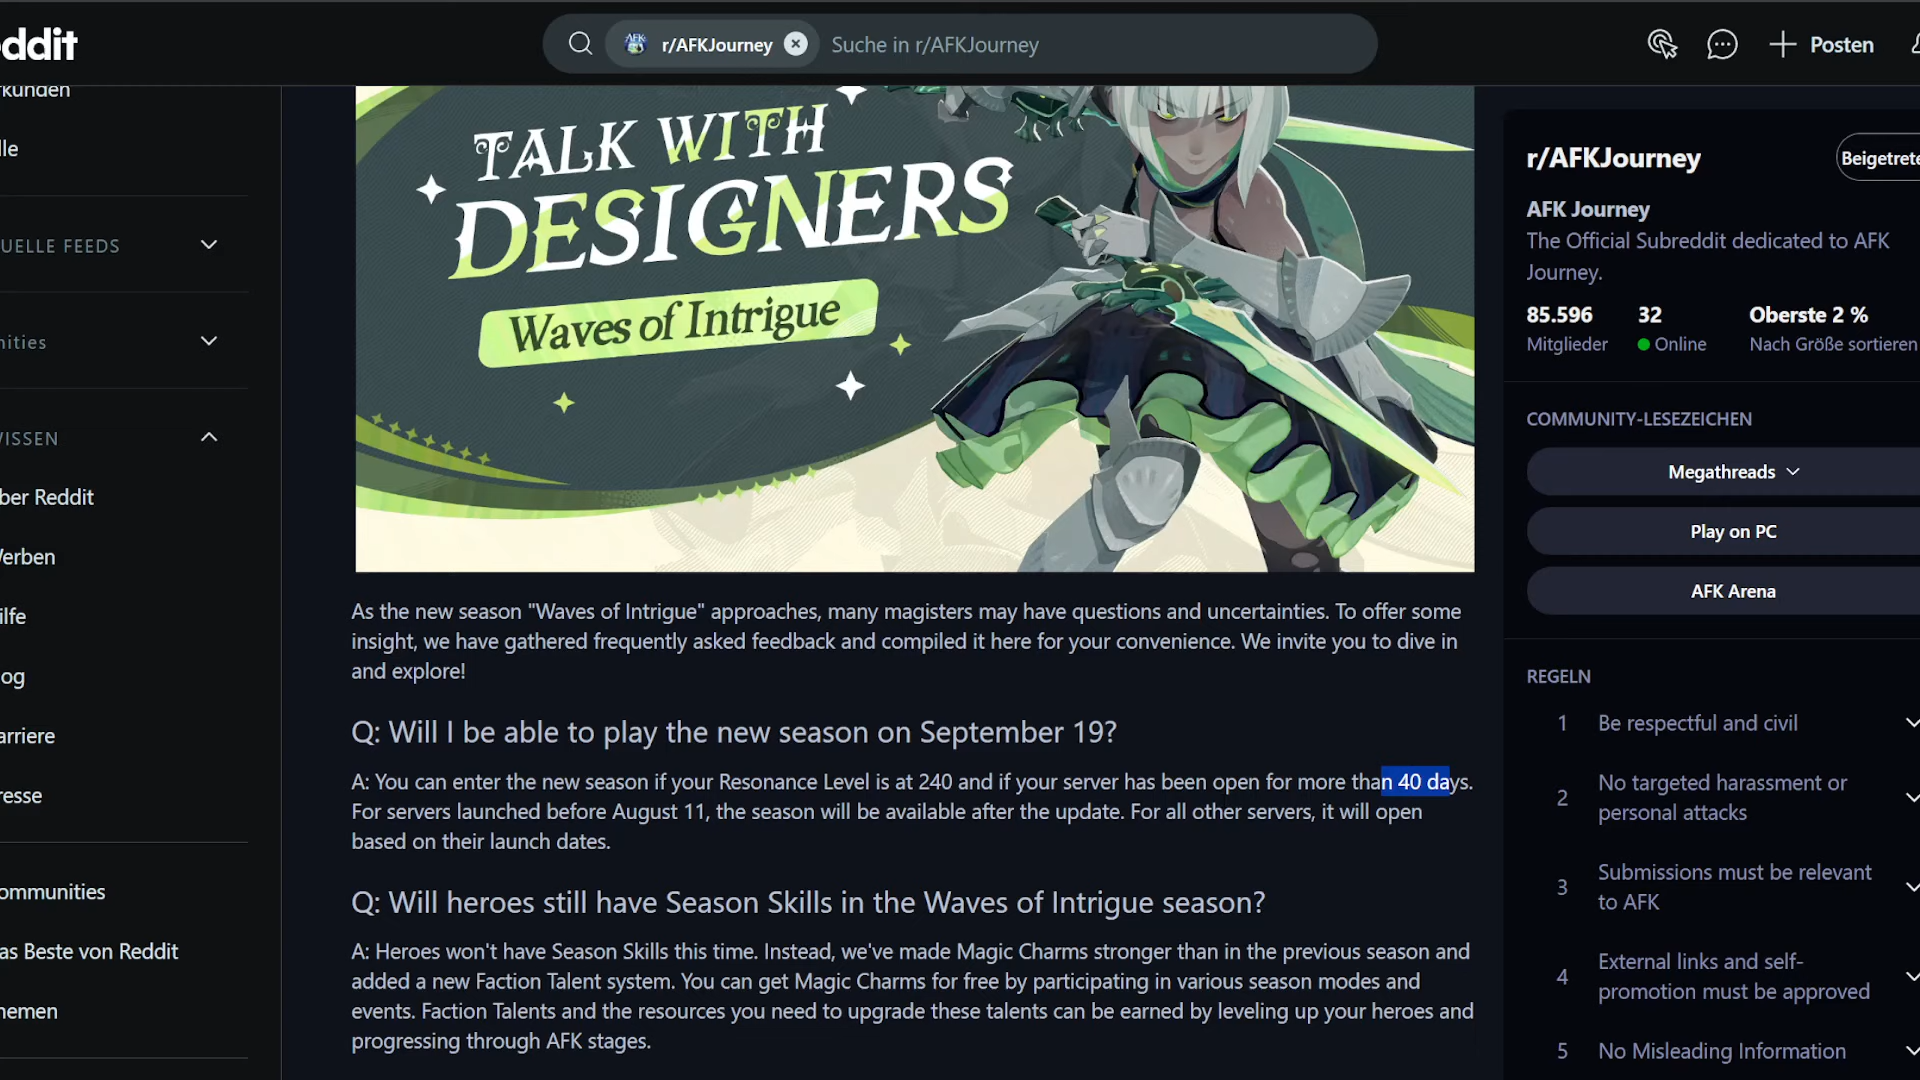 ddit
r/AFKJourney
Suche in r/AFKJourney
Posten
rkunden
lle
UELLE FEEDS
nities
WISSEN
ber Reddit
Werben
ilfe
og
arriere
resse
ommunities
as Beste von Reddit
hemen
TALK WITH
DESIGNERS
Waves of Intrigue
As the new season "Waves of Intrigue" approaches, many magisters may have questions and uncertainties. To offer some
insight, we have gathered frequently asked feedback and compiled it here for your convenience. We invite you to dive in
and explore!
Q: Will I be able to play the new season on September 19?
A: You can enter the new season if your Resonance Level is at 240 and if your server has been open for more than 40 days.
For servers launched before August 11, the season will be available after the update. For all other servers, it will open
based on their launch dates.
Q: Will heroes still have Season Skills in the Waves of Intrigue season?
A: Heroes won't have Season Skills this time. Instead, we've made Magic Charms stronger than in the previous season and
added a new Faction Talent system. You can get Magic Charms for free by participating in various season modes and
events. Faction Talents and the resources you need to upgrade these talents can be earned by leveling up your heroes and
progressing through AFK stages.
r/AFKJourney
Beigetrete
AFK Journey
The Official Subreddit dedicated to AFK
Journey.
85.596 32 Oberste 2 %
Mitglieder Online Nach Größe sortieren
COMMUNITY-LESEZEICHEN
Megathreads
Play on PC
AFK Arena
REGELN
1 Be respectful and civil
2 No targeted harassment or
personal attacks
3 Submissions must be relevant
to AFK
4 External links and self-
promotion must be approved
5 No Misleading Information